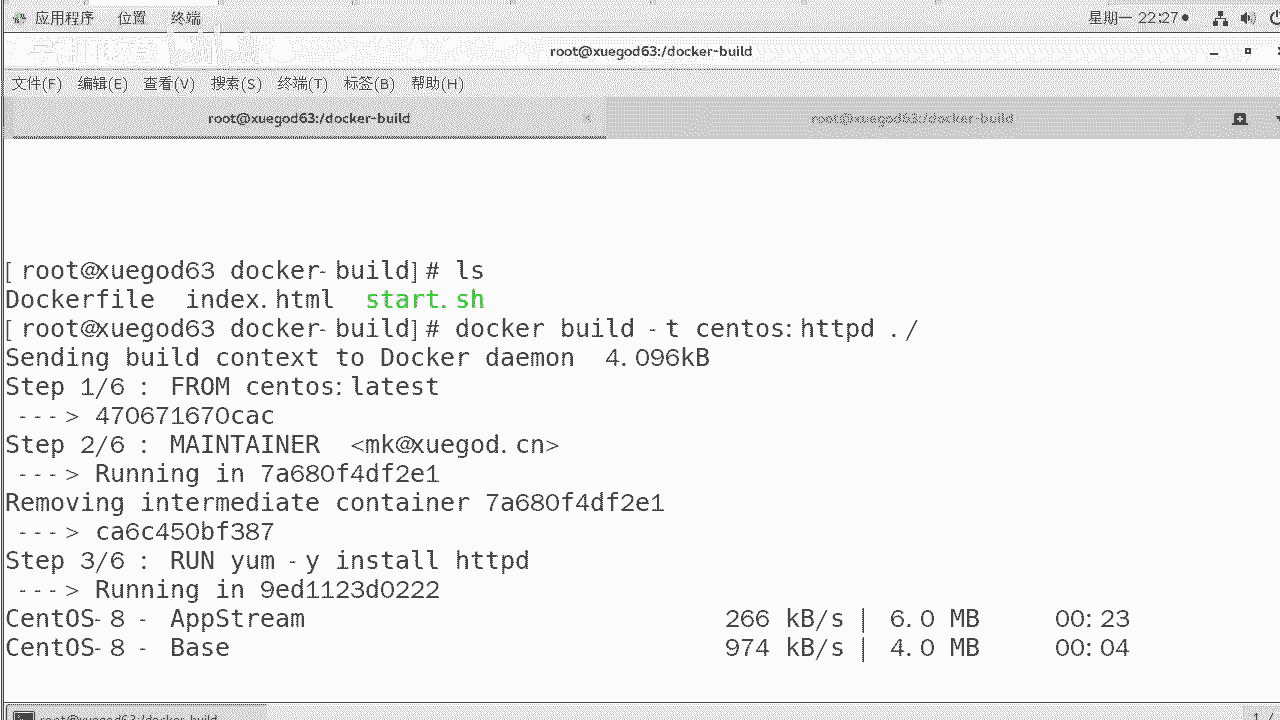 应用程序 位置 终端 星期一 22:27●
root@xuegod63:/docker-build
文件(F) 编辑(E) 查看(V) 搜索(S) 终端(T) 标签(B) 帮助(H)
root@xuegod63:/docker-build × root@xuegod63:/docker-build
[root@xuegod63 docker-build]# ls
Dockerfile index.html start.sh
[root@xuegod63 docker-build]# docker build -t centos:httpd ./
Sending build context to Docker daemon 4.096kB
Step 1/6 : FROM centos:latest
---> 470671670cac
Step 2/6 : MAINTAINER <mk@xuegod.cn>
---> Running in 7a680f4df2e1
Removing intermediate container 7a680f4df2e1
---> ca6c450bf387
Step 3/6 : RUN yum -y install httpd
---> Running in 9ed1123d0222
CentOS-8 - AppStream 266 kB/s | 6.0 MB 00:23
CentOS-8 - Base 974 kB/s | 4.0 MB 00:04
root@xuegod63:/docker-build 1 /